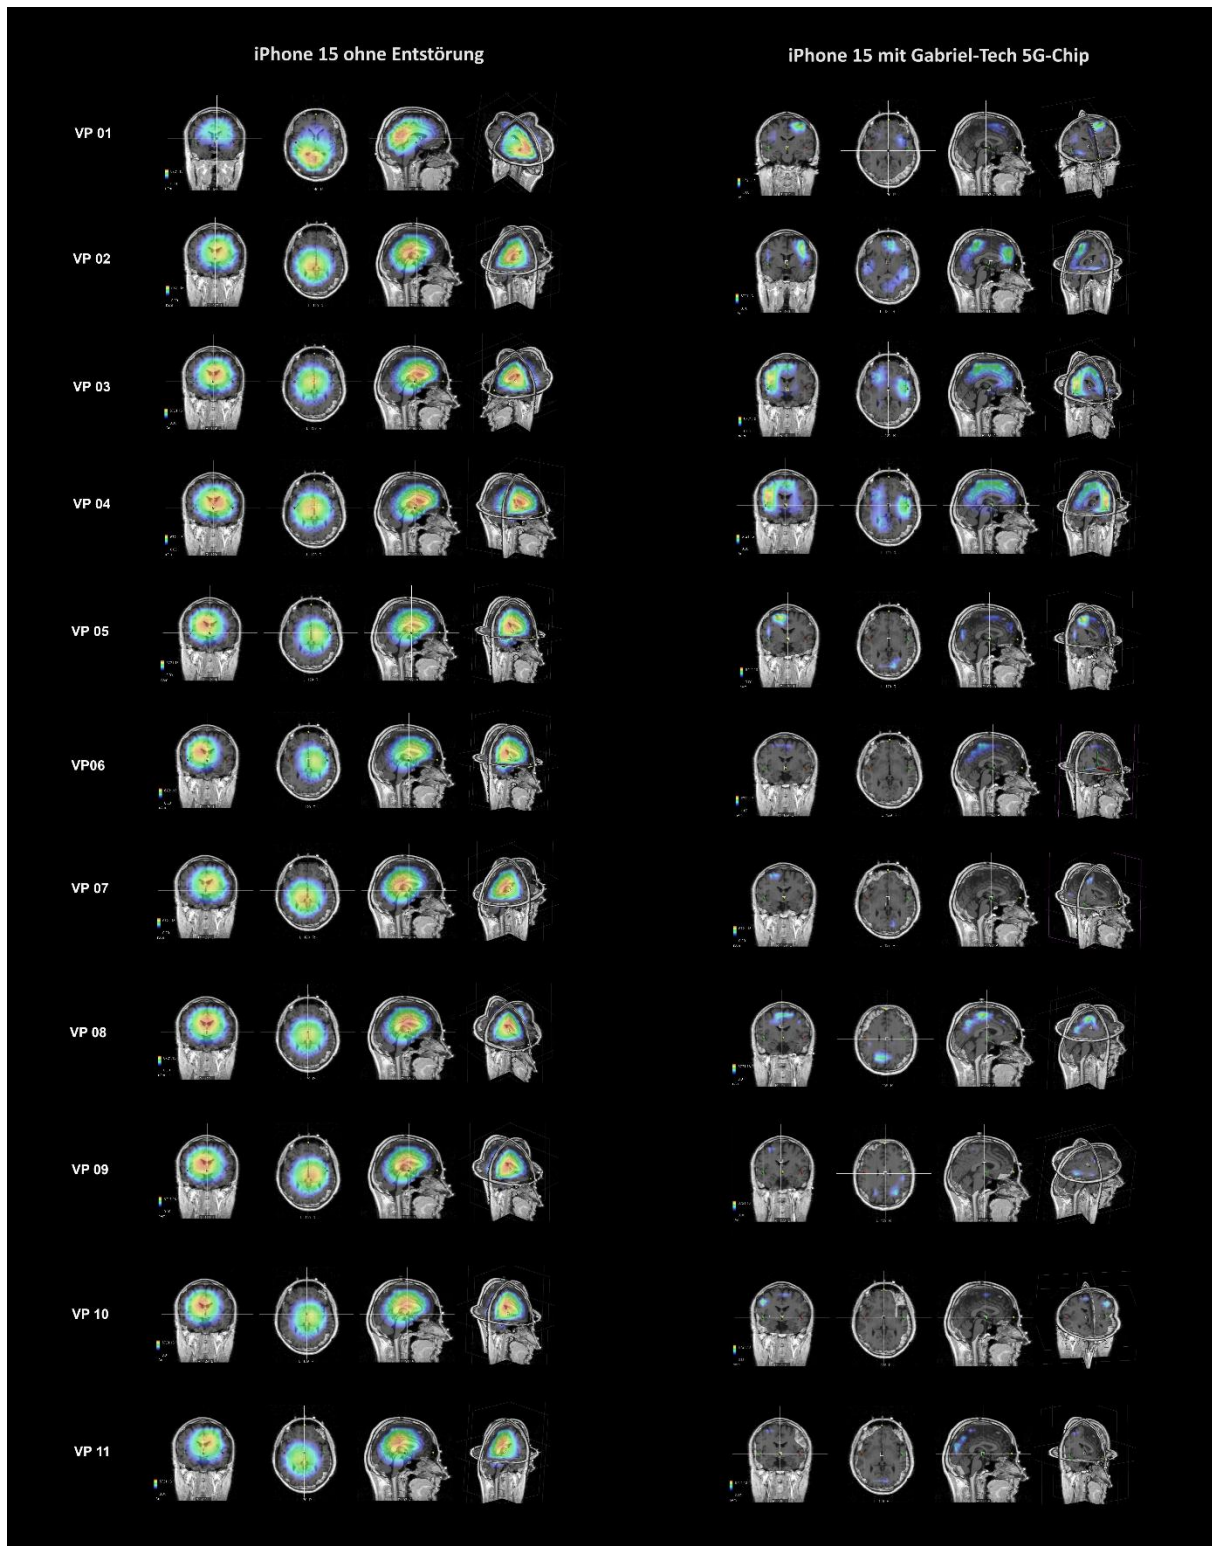 iPhone 15 ohne Entstörung
iPhone 15 mit Gabriel-Tech 5G-Chip
VP 01
VP 02
VP 03
VP 04
VP 05
VP06
VP 07
VP 08
VP 09
VP 10
VP 11